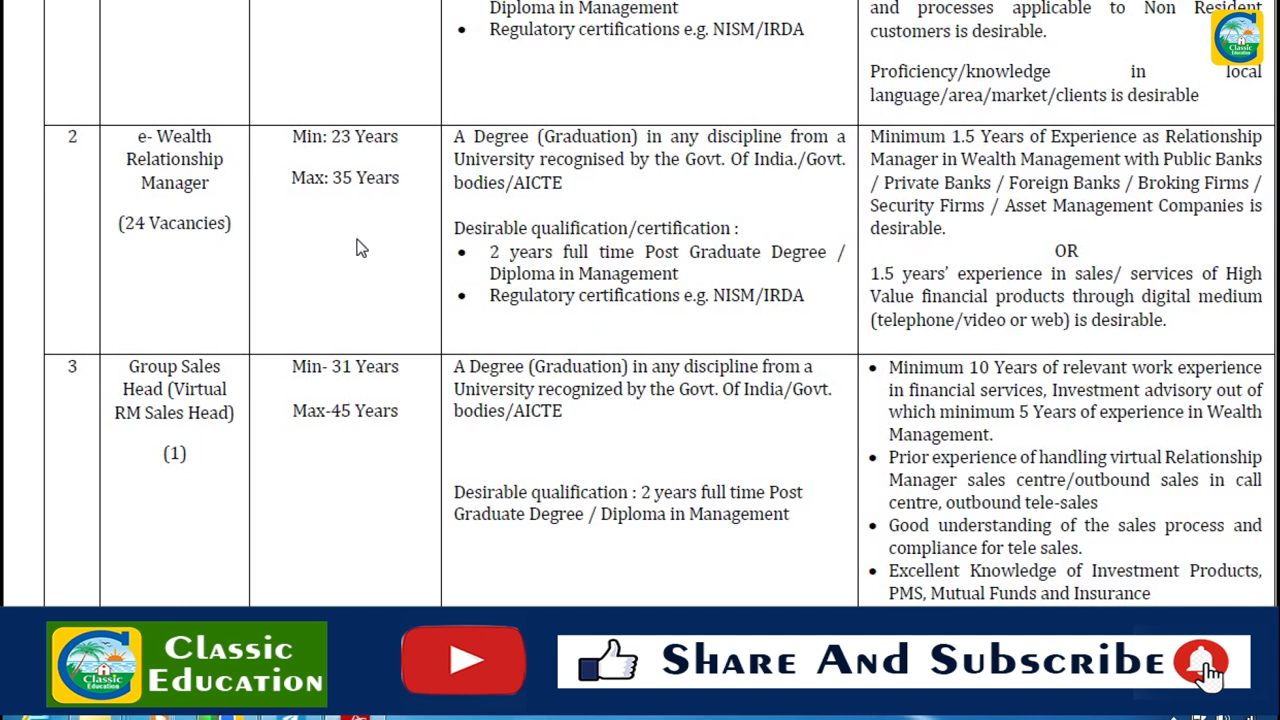 Diploma in Management
• Regulatory certifications e.g. NISM/IRDA
and processes applicable to Non Resident
customers is desirable.
Proficiency/knowledge in local
language/area/market/clients is desirable
Classic
Education
2
e- Wealth
Relationship
Manager
(24 Vacancies)
Min: 23 Years
Max: 35 Years
A Degree (Graduation) in any discipline from a
University recognised by the Govt. Of India./Govt.
bodies/AICTE
Desirable qualification/certification :
• 2 years full time Post Graduate Degree /
Diploma in Management
• Regulatory certifications e.g. NISM/IRDA
Minimum 1.5 Years of Experience as Relationship
Manager in Wealth Management with Public Banks
/ Private Banks / Foreign Banks / Broking Firms /
Security Firms / Asset Management Companies is
desirable.
OR
1.5 years' experience in sales/ services of High
Value financial products through digital medium
(telephone/video or web) is desirable.
3
Group Sales
Head (Virtual
RM Sales Head)
(1)
Min- 31 Years
Max-45 Years
A Degree (Graduation) in any discipline from a
University recognized by the Govt. Of India/Govt.
bodies/AICTE
Desirable qualification : 2 years full time Post
Graduate Degree / Diploma in Management
• Minimum 10 Years of relevant work experience
in financial services, Investment advisory out of
which minimum 5 Years of experience in Wealth
Management.
• Prior experience of handling virtual Relationship
Manager sales centre/outbound sales in call
centre, outbound tele-sales
• Good understanding of the sales process and
compliance for tele sales.
• Excellent Knowledge of Investment Products,
PMS, Mutual Funds and Insurance
Classic
Education
Classic
Education
Share And Subscribe